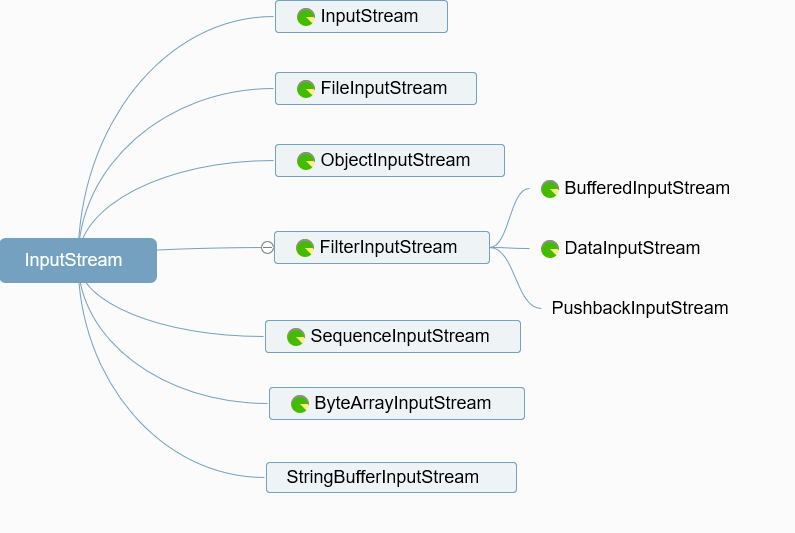 InputStream
FileInputStream
ObjectInputStream
BufferedInputStream
FilterInputStream
DataInputStream
InputStream
PushbackInputStream
SequenceInputStream
ByteArrayInputStream
StringBufferInputStream